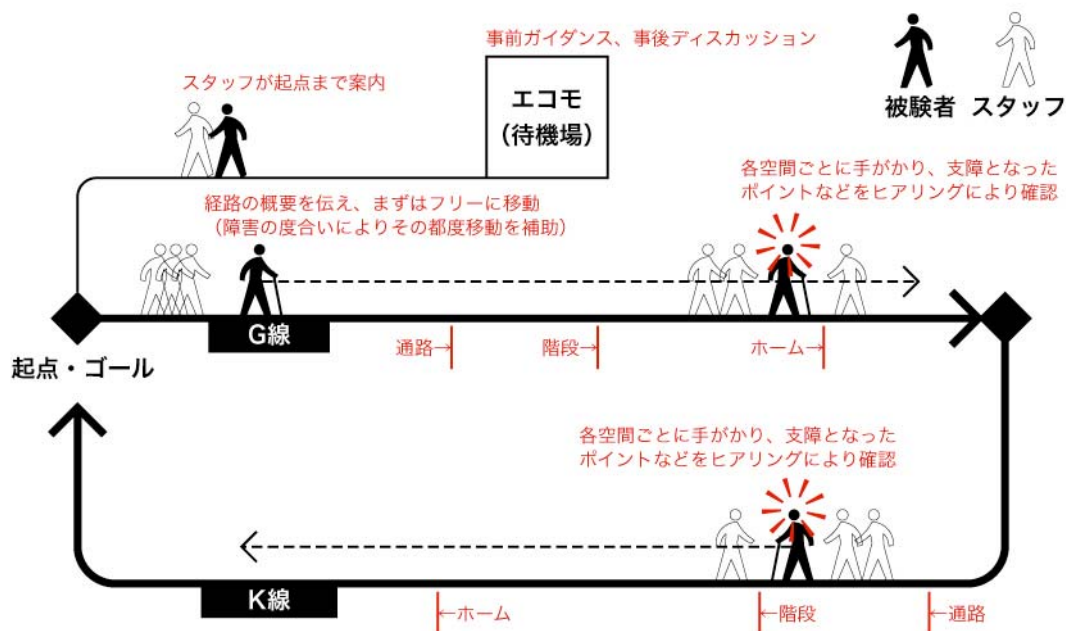 事前ガイダンス、事後ディスカッション
スタッフが起点まで案内
エコモ
(待機場)
被験者
スタッフ
各空間ごとに手がかり、支障となった
ポイントなどをヒアリングにより確認
経路の概要を伝え、まずはフリーに移動
（障害の度合いによりその都度移動を補助）
G線
通路→
階段→
ホーム→
起点・ゴール
各空間ごとに手がかり、支障となった
ポイントなどをヒアリングにより確認
K線
←ホーム
←階段
←通路